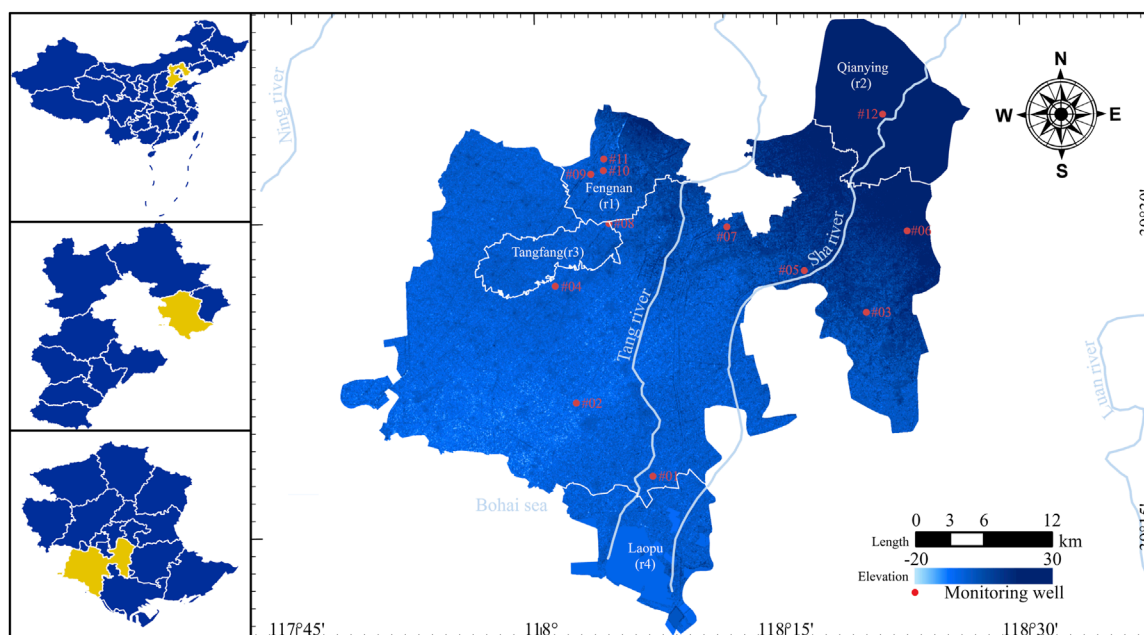 Ning river
Qianying
(r2)
#12
N
W
E
S
#11
#10
#09
Fengnan
(r1)
#08
#07
#06
Tangfang(r3)
Sha river
#05
#04
#03
Tang river
#02
#01
Bohai sea
Laopu
(r4)
0 3 6 12
Length
km
-20 30
Elevation
Monitoring well
117°45' 118° 118°15' 118°30'